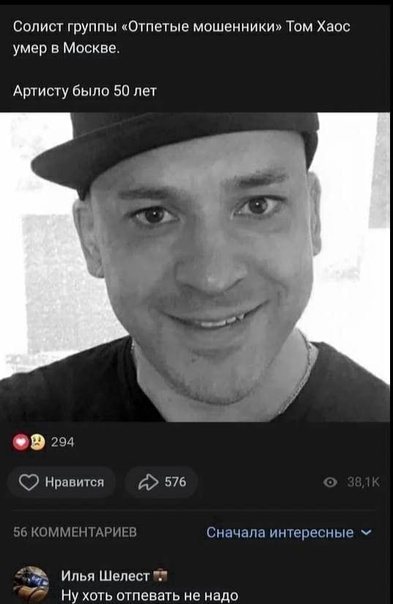 Солист группы «Отпетые мошенники» Том Хаос
умер в Москве.
Артисту было 50 лет
294
Нравится
576
38,1K
56 КОММЕНТАРИЕВ
Сначала интересные
Илья Шелест
Ну хоть отпевать не надо